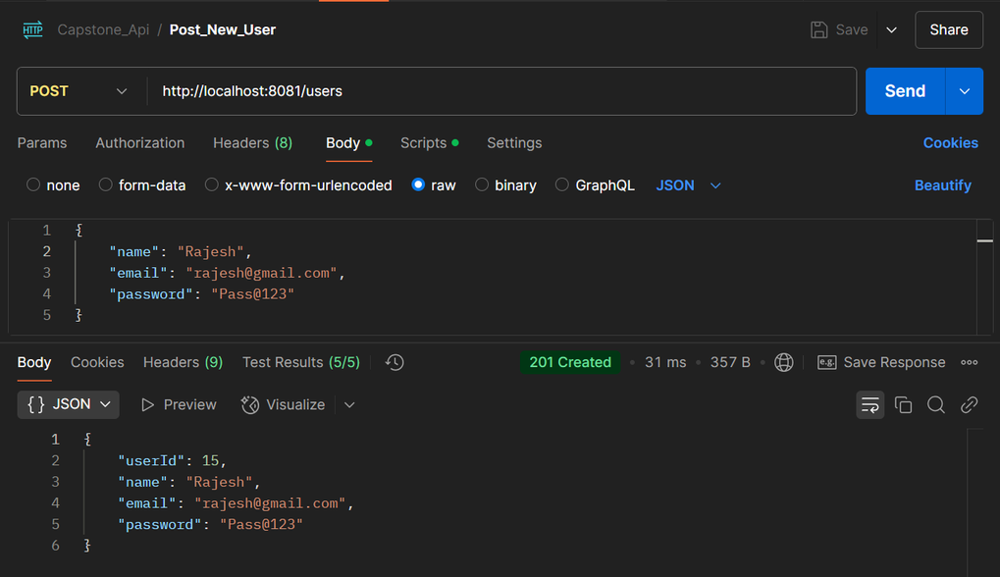 HTTP Capstone_Api / Post_New_User Save Share
POST http://localhost:8081/users Send
Params Authorization Headers (8) Body Scripts Settings Cookies
none form-data x-www-form-urlencoded raw binary GraphQL JSON Beautify
1 {
2 "name": "Rajesh",
3 "email": "rajesh@gmail.com",
4 "password": "Pass@123"
5 }
Body Cookies Headers (9) Test Results (5/5) 201 Created • 31 ms • 357 B • e.g. Save Response
{} JSON Preview Visualize
1 {
2 "userId": 15,
3 "name": "Rajesh",
4 "email": "rajesh@gmail.com",
5 "password": "Pass@123"
6 }